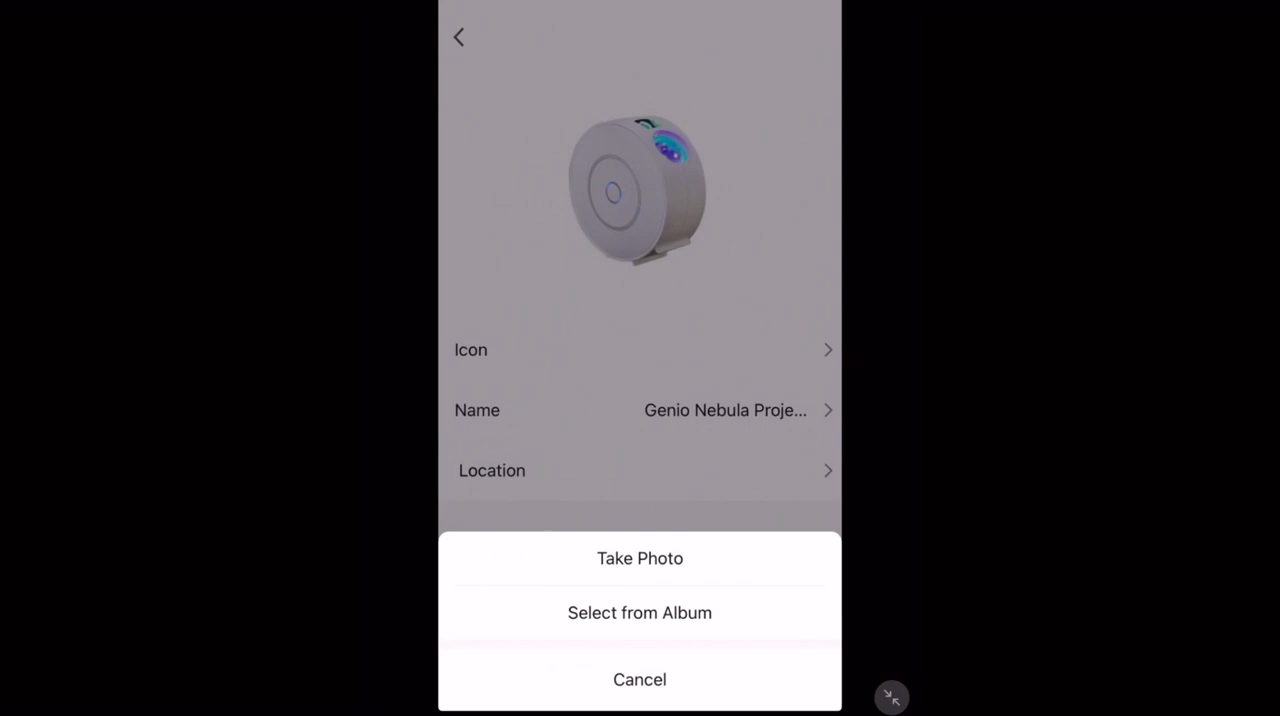 Icon
Name Genio Nebula Proje...
Location
Take Photo
Select from Album
Cancel